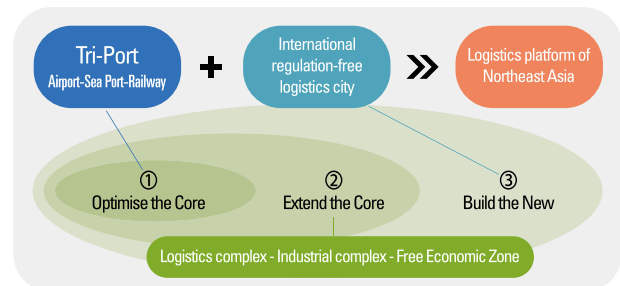 Tri-Port
Airport-Sea Port-Railway
+
International
regulation-free
logistics city
»
Logistics platform of
Northeast Asia
①
Optimise the Core
②
Extend the Core
③
Build the New
Logistics complex - Industrial complex - Free Economic Zone